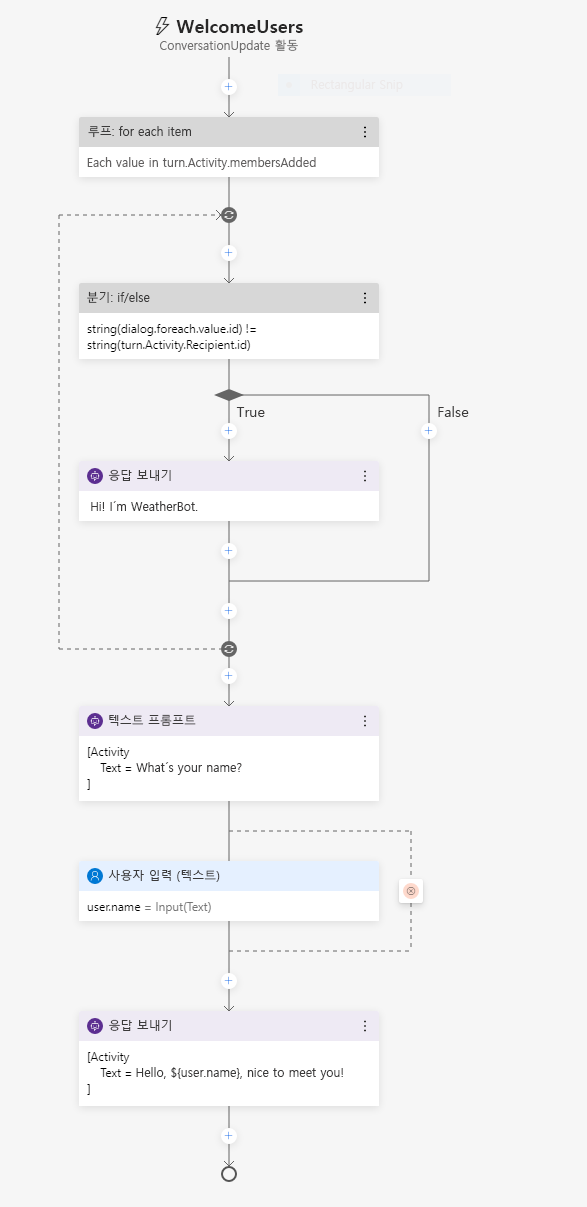 WelcomeUsers
ConversationUpdate 활동
Rectangular Snip
루프: for each item
Each value in turn.Activity.membersAdded
분기: if/else
string(dialog.foreach.value.id) !=
string(turn.Activity.Recipient.id)
True
False
응답 보내기
Hi! I´m WeatherBot.
텍스트 프롬프트
[Activity
Text = What´s your name?
]
사용자 입력 (텍스트)
user.name = Input(Text)
응답 보내기
[Activity
Text = Hello, ${user.name}, nice to meet you!
]